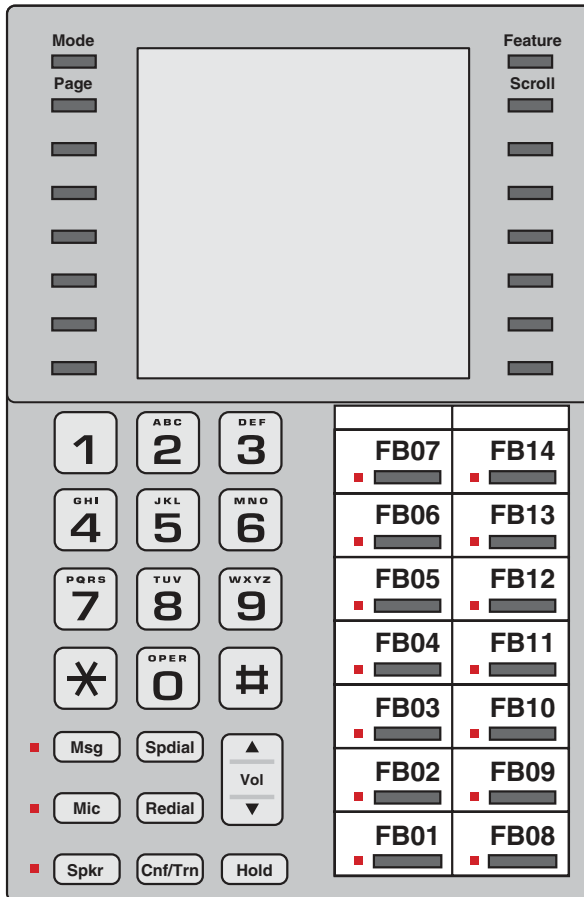 Mode Feature
Page Scroll
ABC DEF
1 2 3
GHI JKL MNO
4 5 6
PQRS TUV WXYZ
7 8 9
OPER
* 0 #
Msg Spdial ▲
Vol
Mic Redial ▼
Spkr Cnf/Trn Hold
FB07 FB14
FB06 FB13
FB05 FB12
FB04 FB11
FB03 FB10
FB02 FB09
FB01 FB08